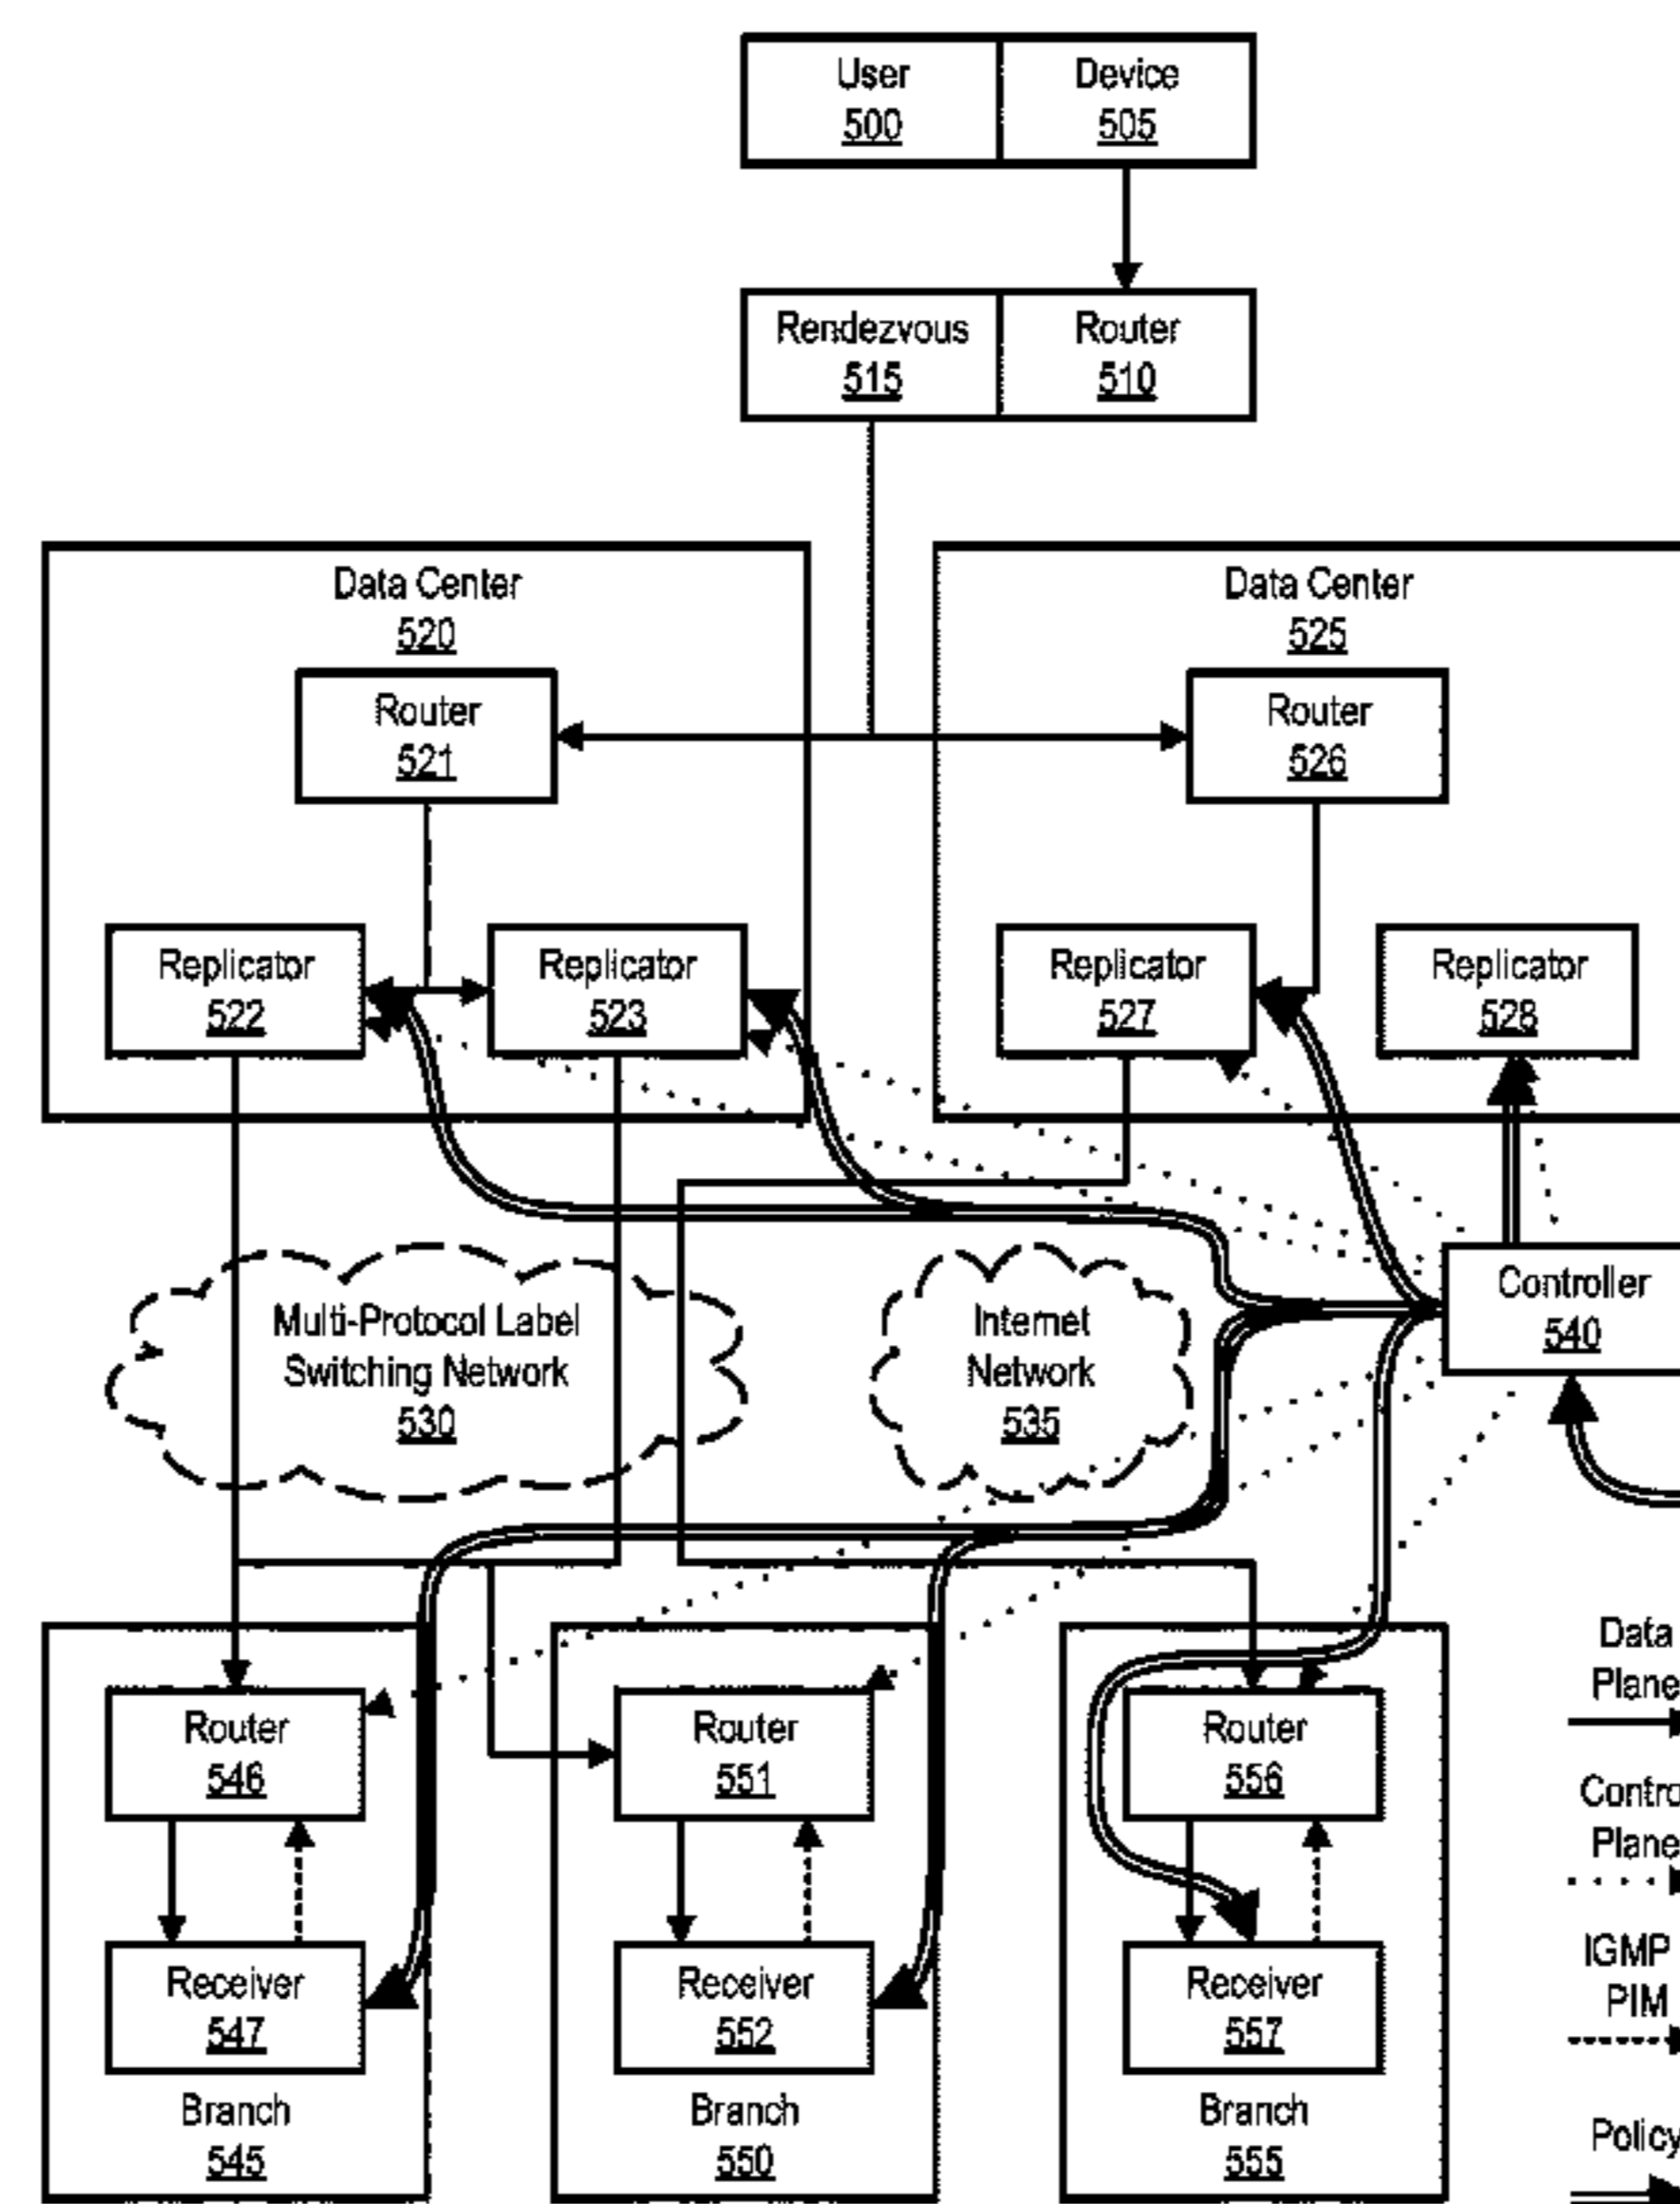 User
500
Device
505
Rendezvous
515
Router
510
Data Center
520
Router
521
Replicator
522
Replicator
523
Data Center
525
Router
526
Replicator
527
Replicator
528
Multi-Protocol Label
Switching Network
530
Internet
Network
535
Controller
540
Router
546
Receiver
547
Branch
545
Router
551
Receiver
552
Branch
550
Router
556
Receiver
557
Branch
555
Data
Plane
Contro
Plane
IGMP
PIM
Policy